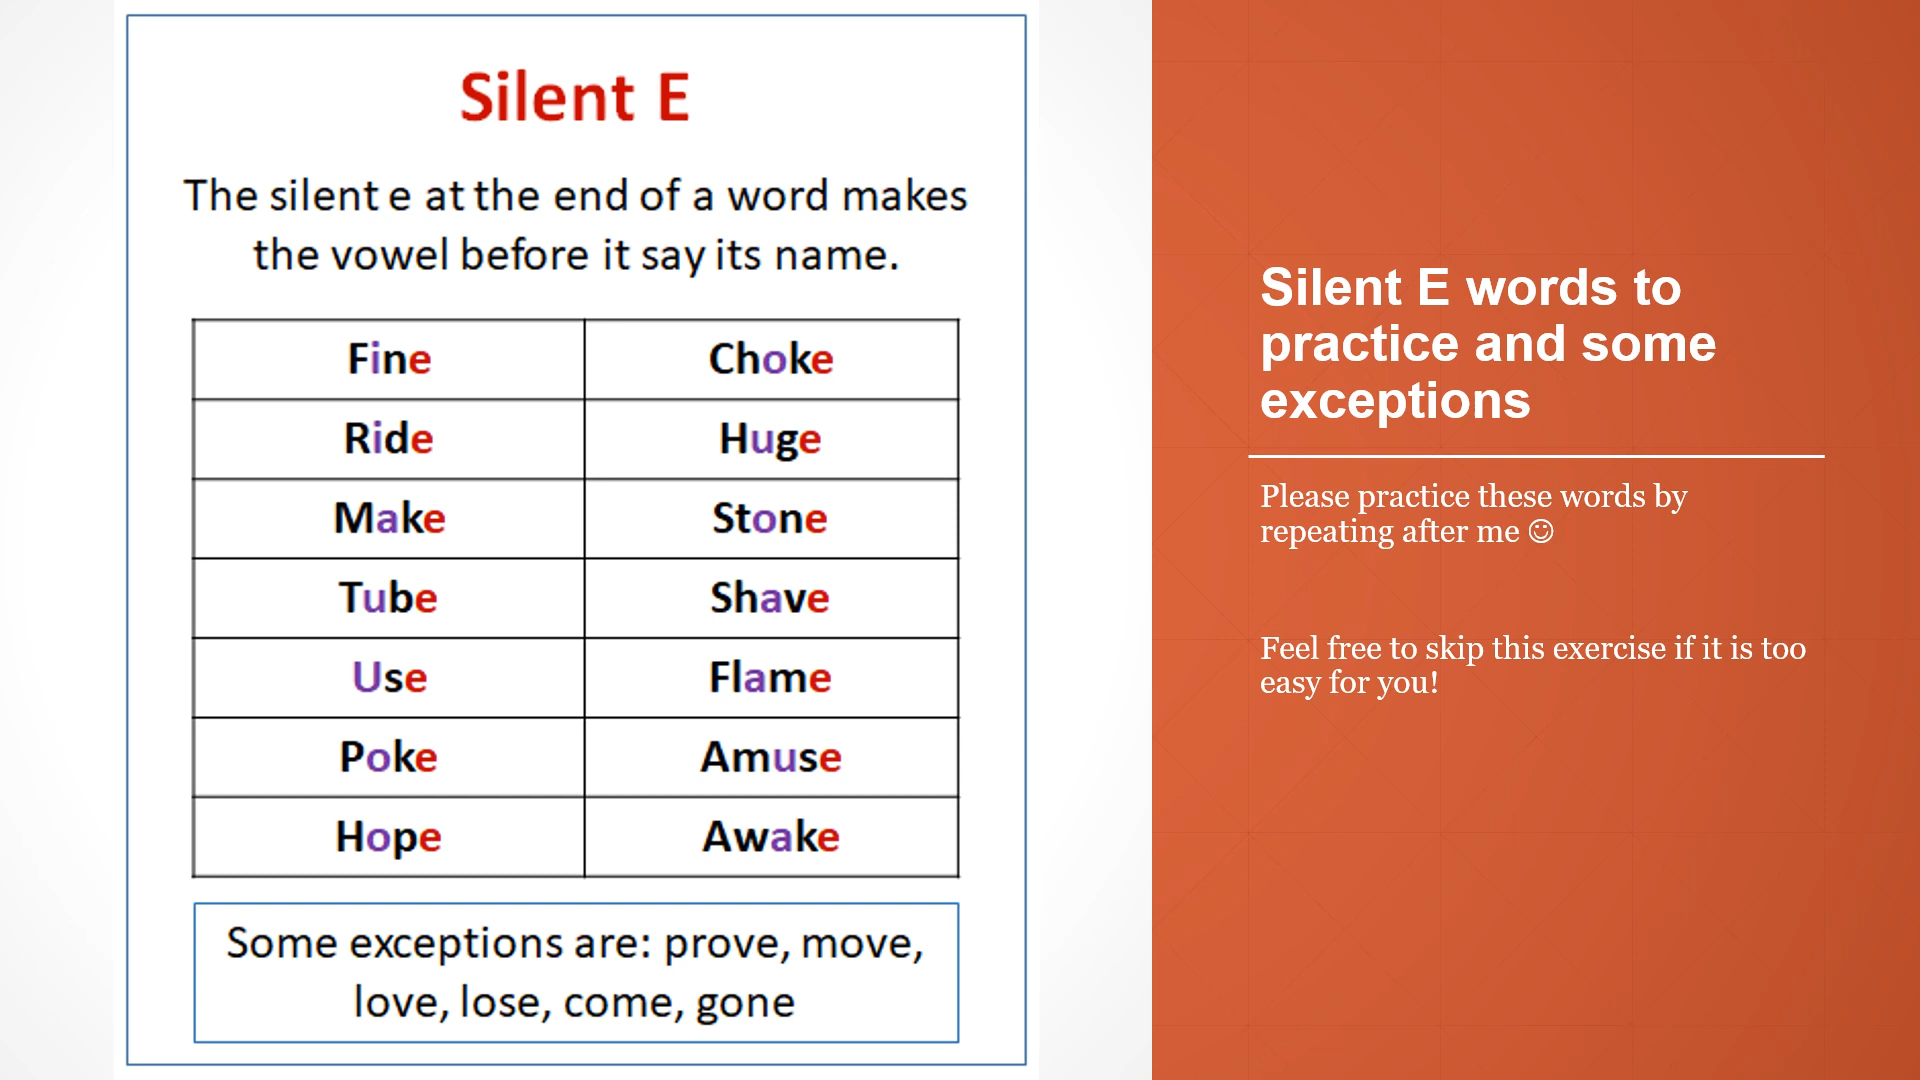 Silent E
The silent e at the end of a word makes
the vowel before it say its name.
Fine Choke
Ride Huge
Make Stone
Tube Shave
Use Flame
Poke Amuse
Hope Awake
Some exceptions are: prove, move,
love, lose, come, gone
Silent E words to
practice and some
exceptions
Please practice these words by
repeating after me ☺
Feel free to skip this exercise if it is too
easy for you!